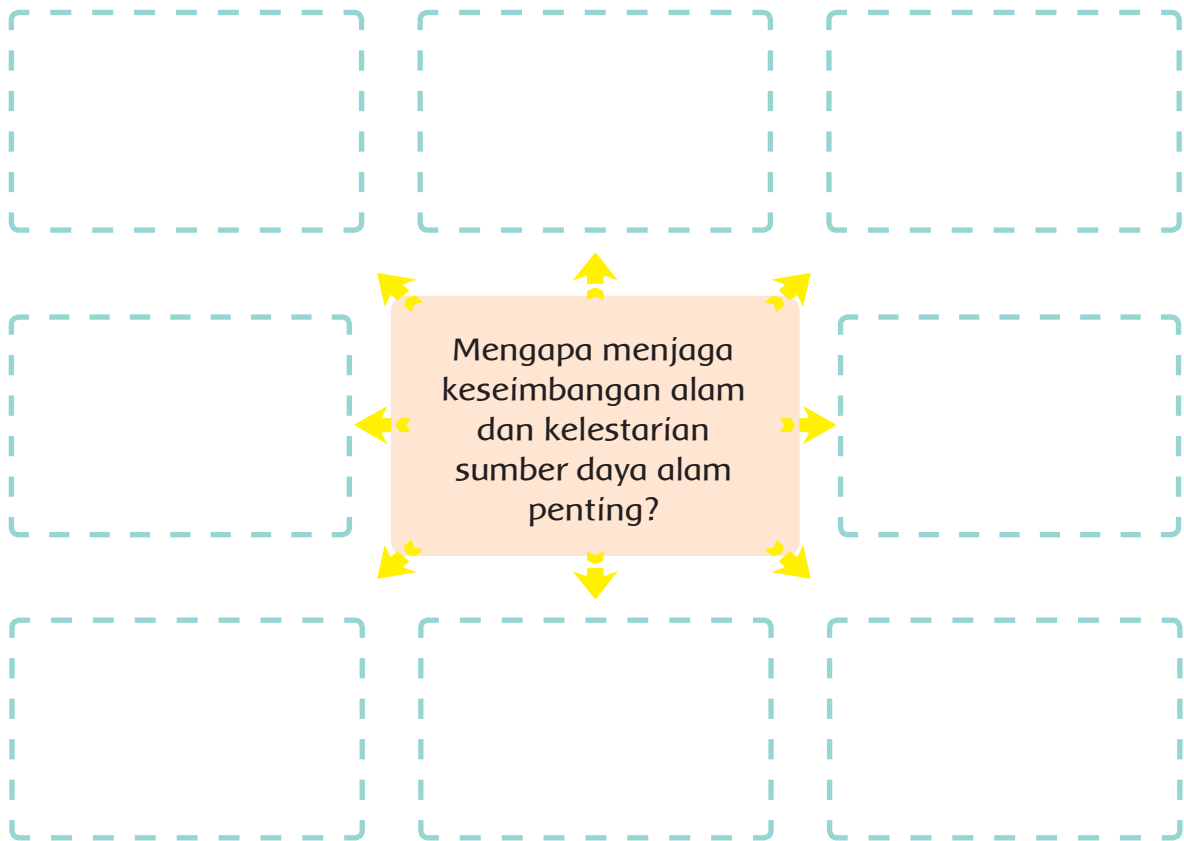 Mengapa menjaga
keseimbangan alam
dan kelestarian
sumber daya alam
penting?